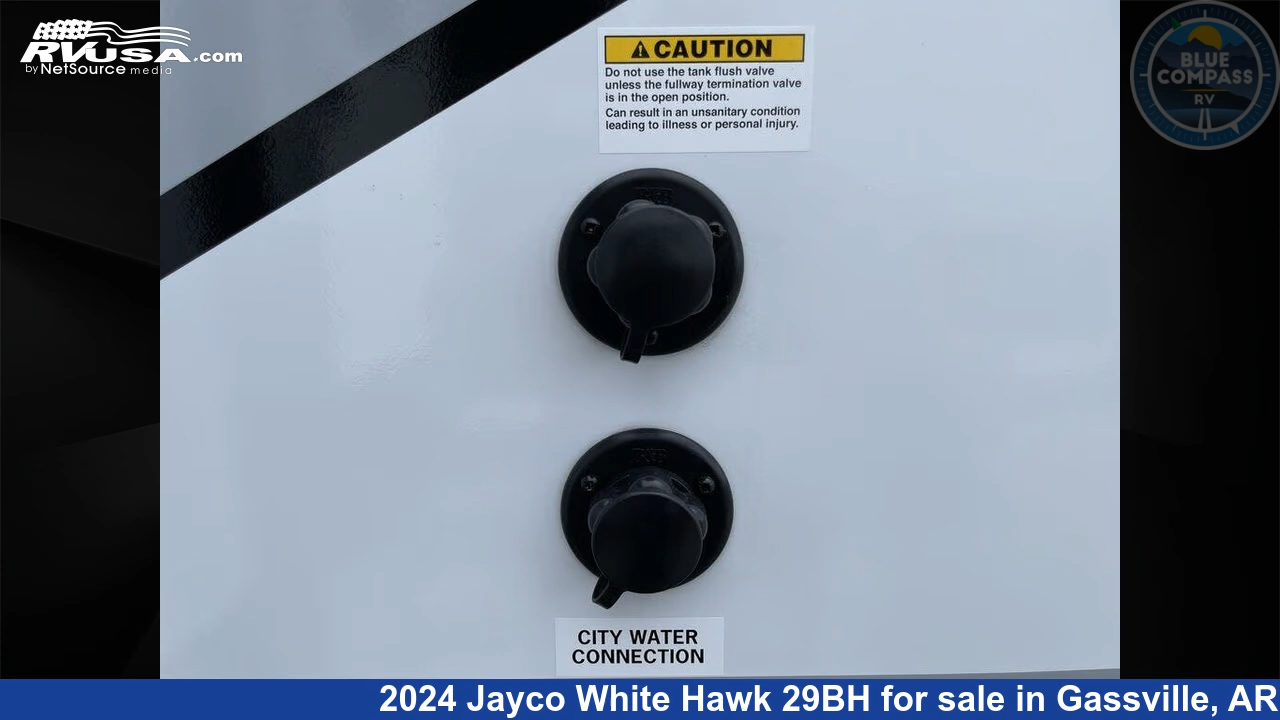 RVUSA.com
by NetSource media
BLUE
COMPASS
RV
CAUTION
Do not use the tank flush valve
unless the fullway termination valve
is in the open position.
Can result in an unsanitary condition
leading to illness or personal injury.
CITY WATER
CONNECTION
2024 Jayco White Hawk 29BH for sale in Gassville, AR